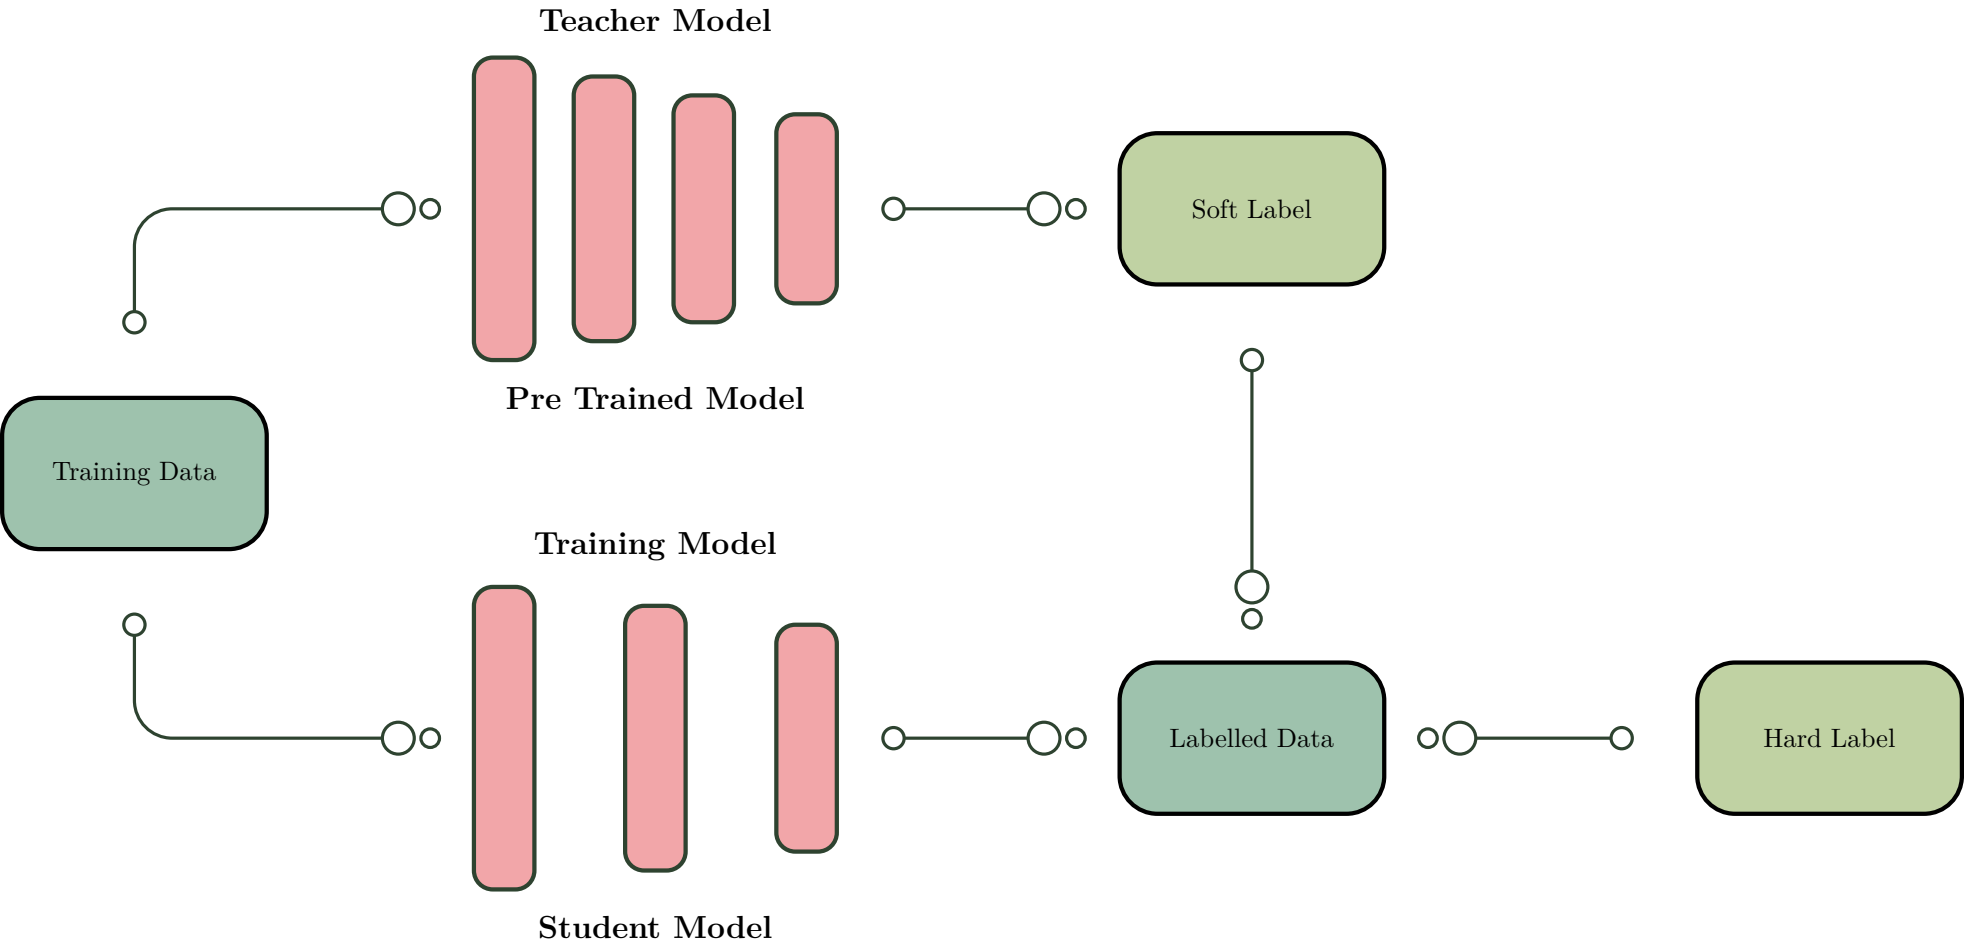 Teacher Model
Soft Label
Pre Trained Model
Training Data
Training Model
Labelled Data
Hard Label
Student Model